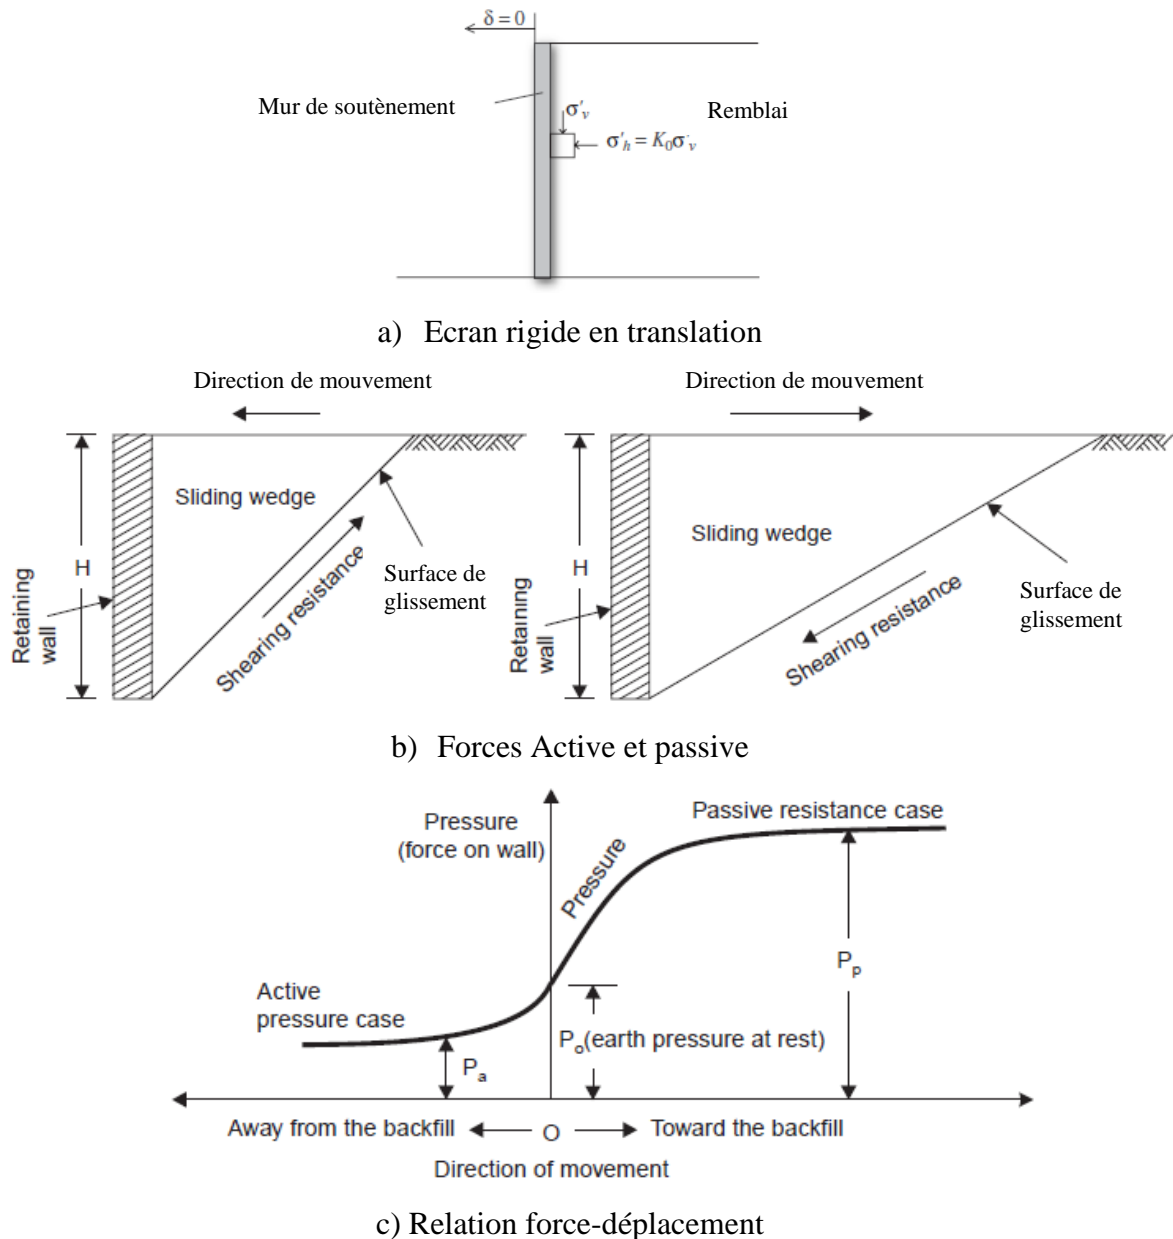 δ = 0
Mur de soutènement
Remblai
σ'v
σ'h = K0σ'v
a) Ecran rigide en translation
Direction de mouvement
Direction de mouvement
Sliding wedge
H
Retaining
wall
Shearing resistance
Surface de
glissement
Sliding wedge
H
Retaining
wall
Shearing resistance
Surface de
glissement
b) Forces Active et passive
Pressure
(force on wall)
Passive resistance case
Pressure
Active
pressure case
Pa
Po(earth pressure at rest)
Pp
Away from the backfill
O
Toward the backfill
Direction of movement
c) Relation force-déplacement